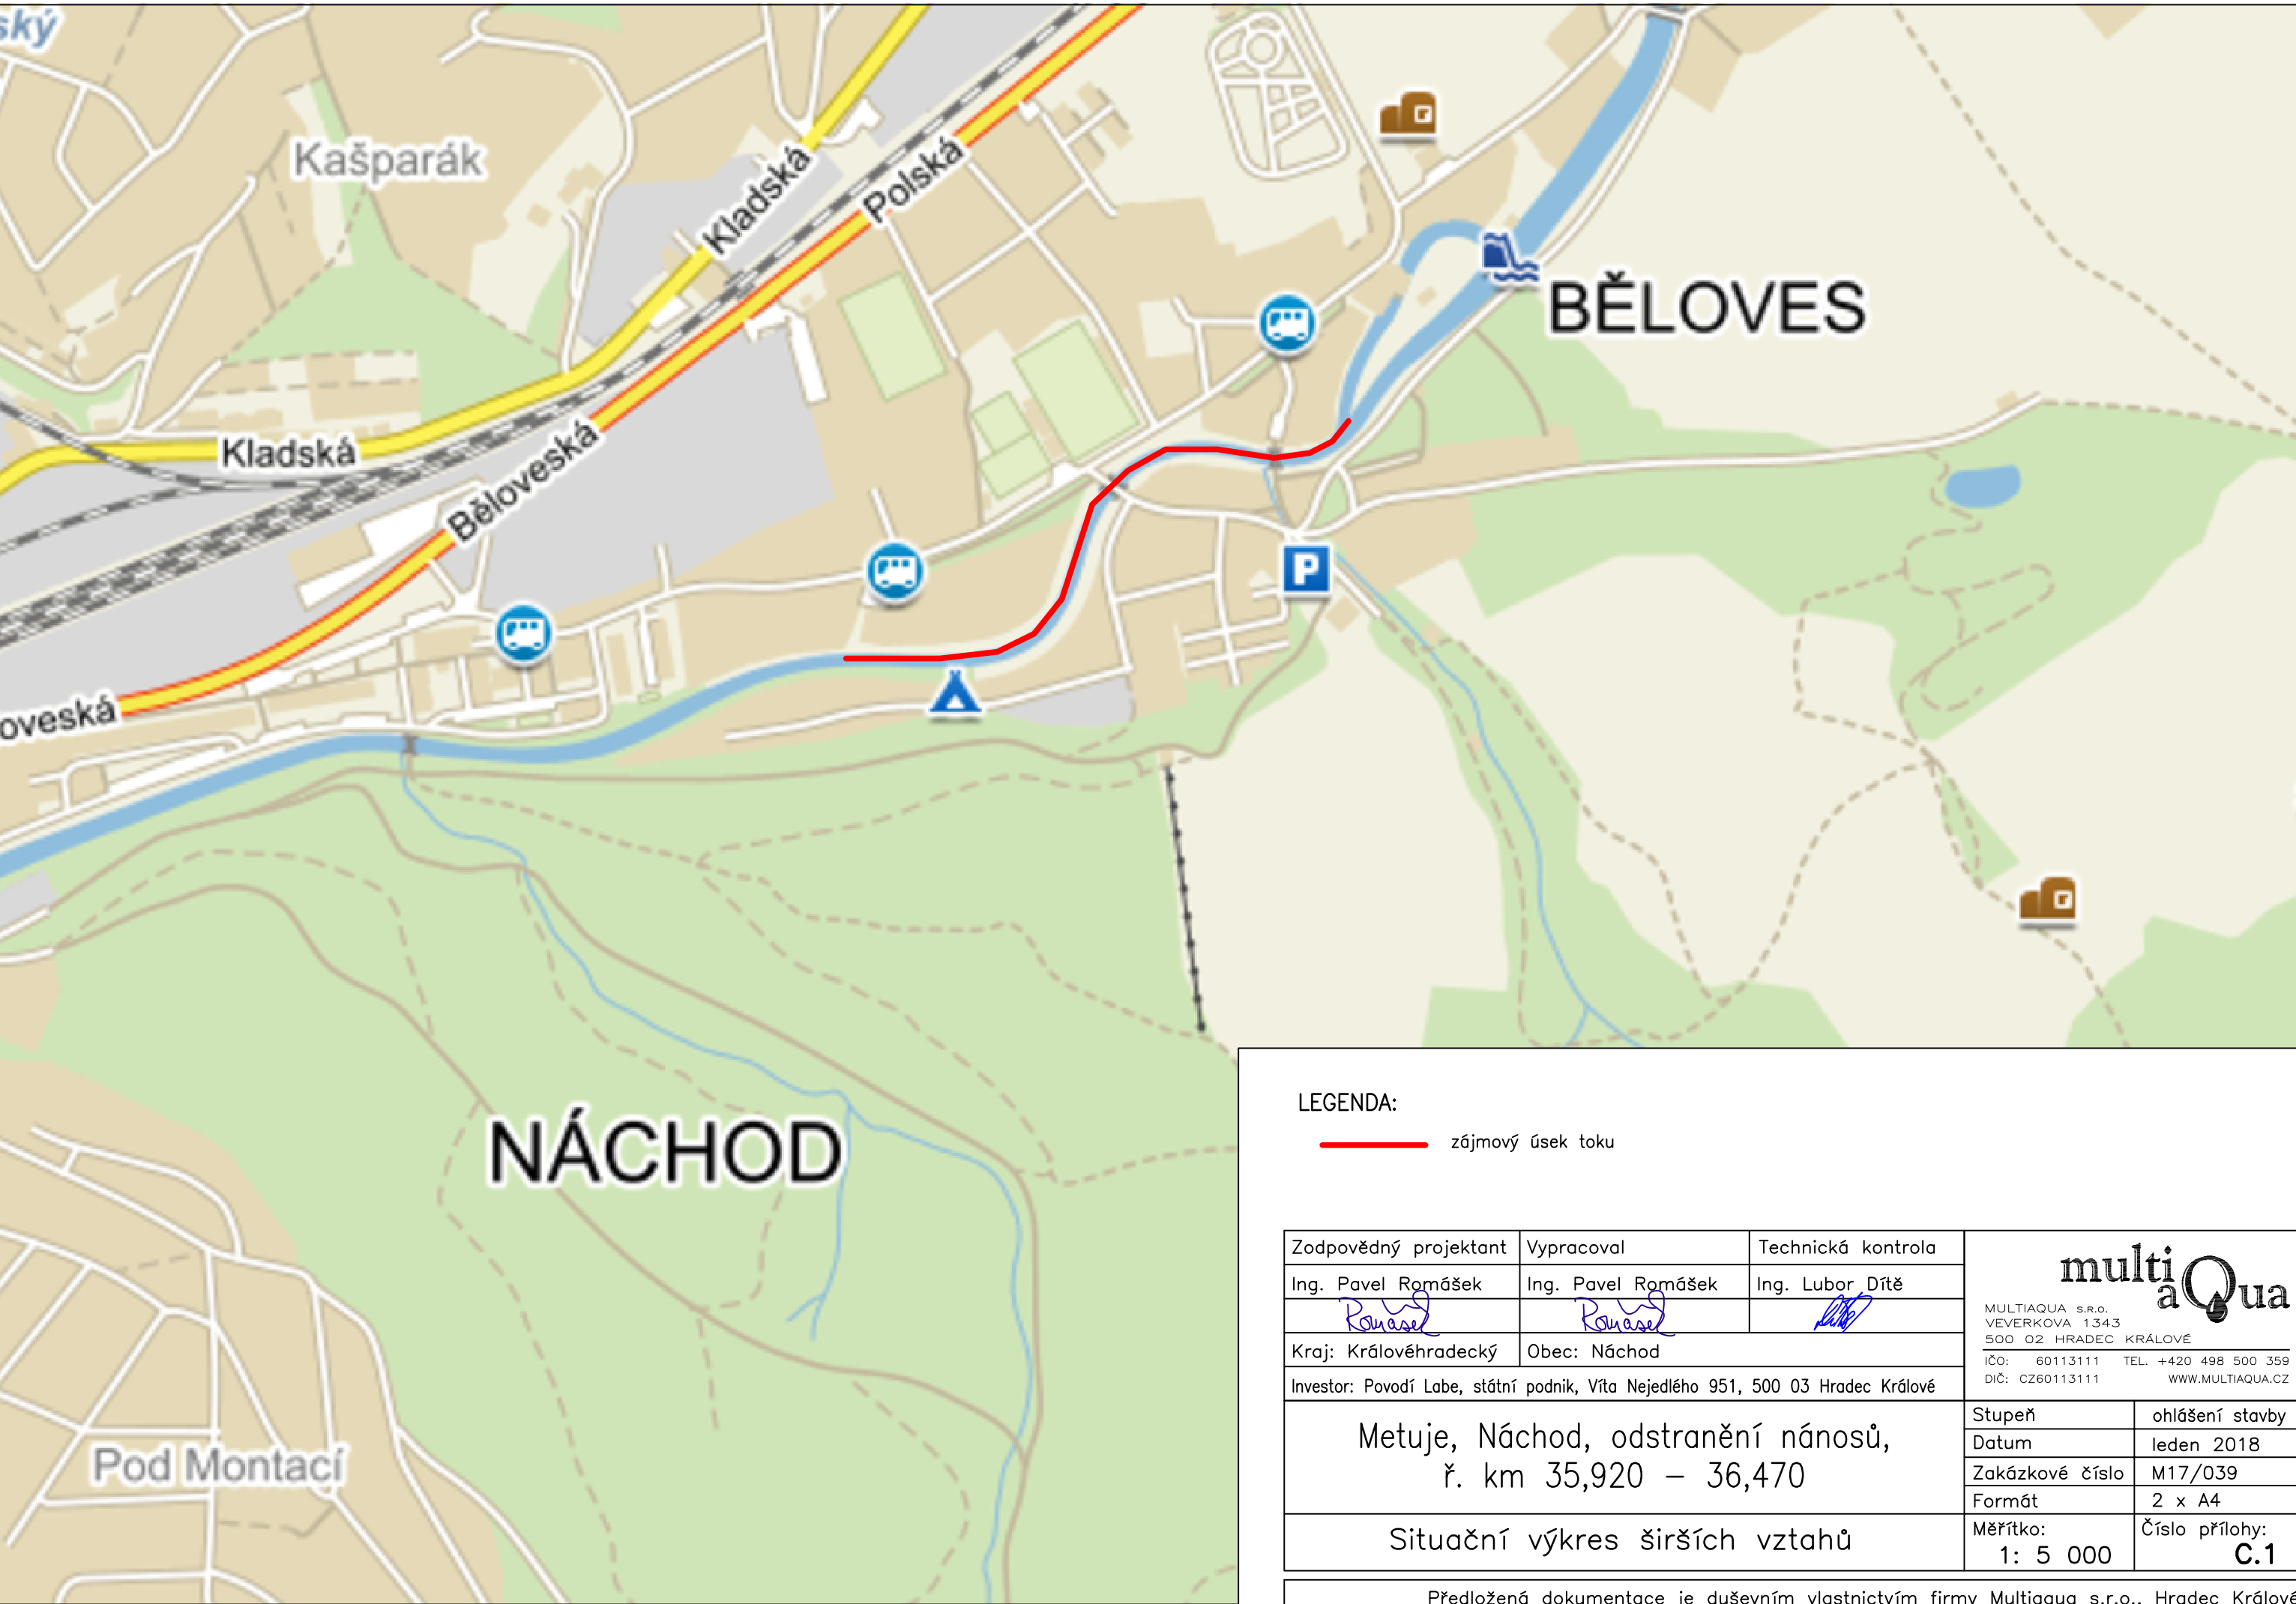 ský
Kašparák
Kladská
Polská
BĚLOVES
Kladská
Běloveská
oveská
P
NÁCHOD
Pod Montací
LEGENDA:
zájmový úsek toku
Zodpovědný projektant Vypracoval Technická kontrola
Ing. Pavel Romášek Ing. Pavel Romášek Ing. Lubor Dítě
Kraj: Královéhradecký Obec: Náchod
Investor: Povodí Labe, státní podnik, Víta Nejedlého 951, 500 03 Hradec Králové
multi
aQua
MULTIAQUA s.r.o.
VEVERKOVA 1343
500 02 HRADEC KRÁLOVÉ
IČO: 60113111 TEL. +420 498 500 359
DIČ: CZ60113111 WWW.MULTIAQUA.CZ
Metuje, Náchod, odstranění nánosů,
ř. km 35,920 – 36,470
Situační výkres širších vztahů
Stupeň ohlášení stavby
Datum leden 2018
Zakázkové číslo M17/039
Formát 2 x A4
Měřítko: Číslo přílohy:
1: 5 000 C.1
Předložená dokumentace je duševním vlastnictvím firmy Multiaqua s.r.o., Hradec Králové